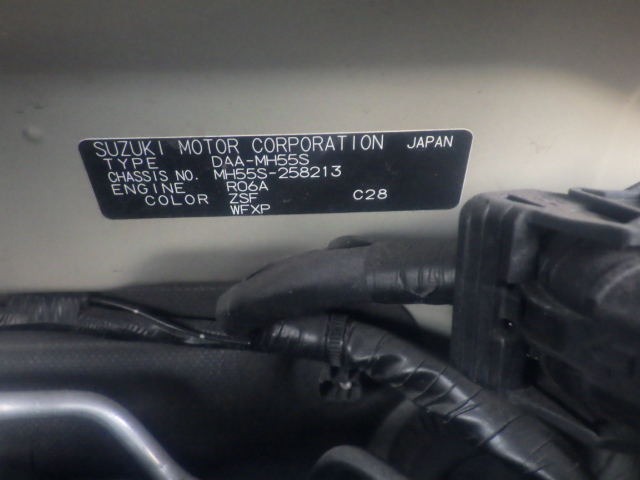 SUZUKI MOTOR CORPORATION JAPAN
TYPE DAA-MH55S
CHASSIS NO. MH55S-258213
ENGINE R06A
COLOR ZSF C28
WFXP